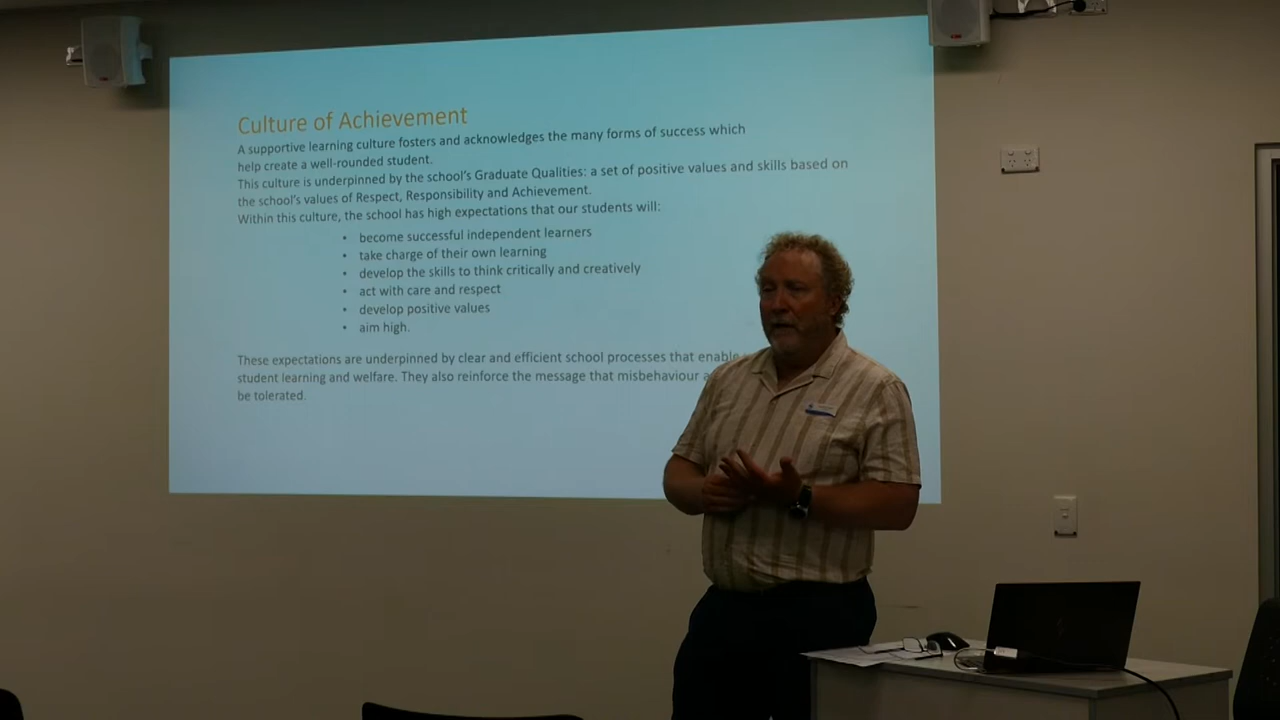 Culture of Achievement
A supportive learning culture fosters and acknowledges the many forms of success which
help create a well-rounded student.
This culture is underpinned by the school's Graduate Qualities: a set of positive values and skills based on
the school's values of Respect, Responsibility and Achievement.
Within this culture, the school has high expectations that our students will:
• become successful independent learners
• take charge of their own learning
• develop the skills to think critically and creatively
• act with care and respect
• develop positive values
• aim high.
These expectations are underpinned by clear and efficient school processes that enable
student learning and welfare. They also reinforce the message that misbehaviour
be tolerated.